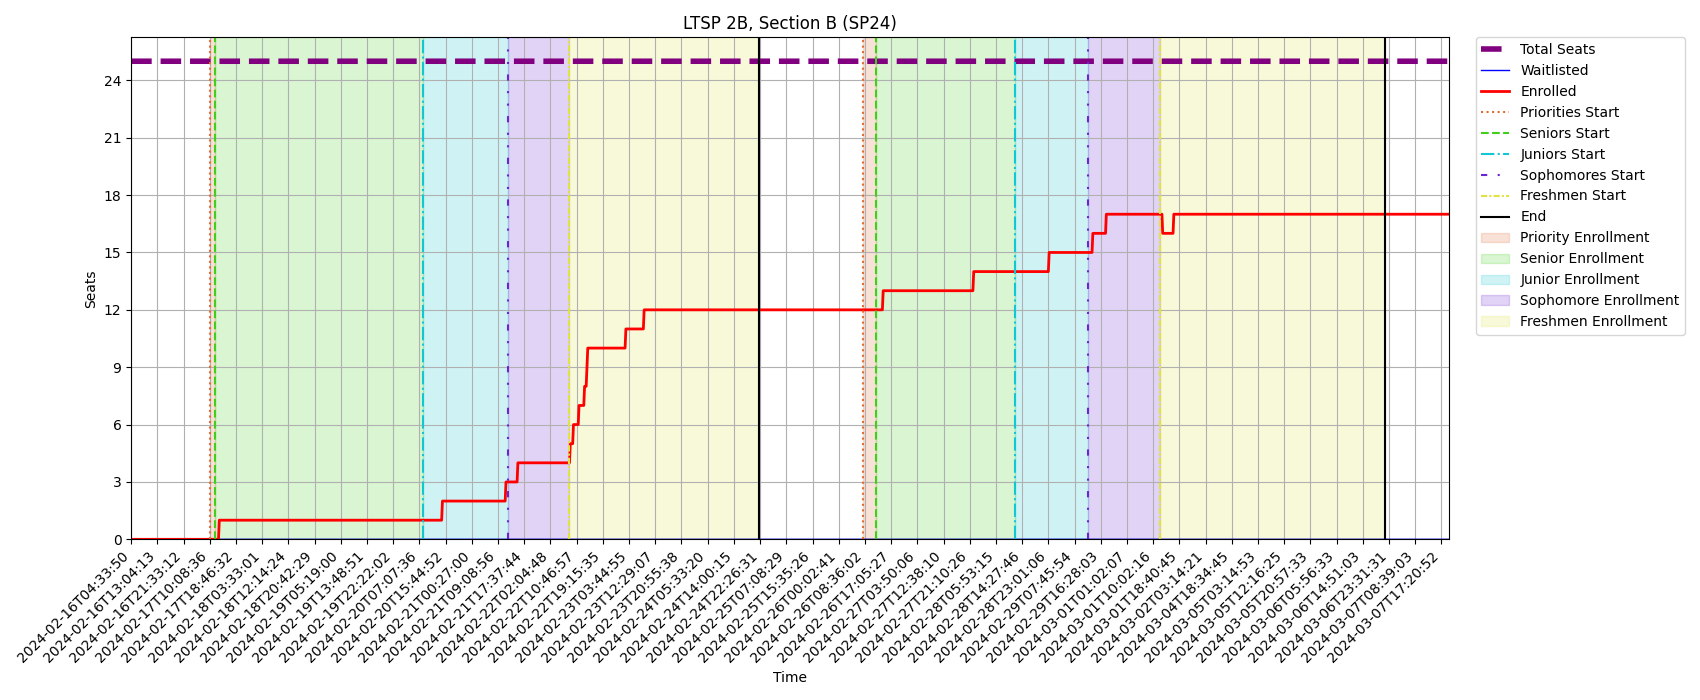 LTSP 2B, Section B (SP24)
Seats
24
21
18
15
12
9
6
3
0
2024-02-16T04:33:50
2024-02-16T13:04:13
2024-02-16T21:33:12
2024-02-17T10:08:36
2024-02-17T18:46:32
2024-02-18T03:33:01
2024-02-18T12:14:24
2024-02-18T20:42:29
2024-02-19T05:19:00
2024-02-19T13:48:51
2024-02-19T22:22:02
2024-02-20T07:07:36
2024-02-20T15:44:52
2024-02-21T00:27:00
2024-02-21T09:08:56
2024-02-21T17:37:44
2024-02-22T02:04:48
2024-02-22T10:46:57
2024-02-22T19:15:35
2024-02-23T03:44:55
2024-02-23T12:29:07
2024-02-23T20:55:38
2024-02-24T05:33:20
2024-02-24T14:00:15
2024-02-24T22:26:31
2024-02-25T07:08:29
2024-02-25T15:35:26
2024-02-26T00:02:41
2024-02-26T08:36:02
2024-02-26T17:05:27
2024-02-27T03:50:06
2024-02-27T12:38:10
2024-02-27T21:10:26
2024-02-28T05:53:15
2024-02-28T14:27:46
2024-02-28T23:01:06
2024-02-29T07:45:54
2024-02-29T16:28:03
2024-03-01T01:02:07
2024-03-01T10:02:16
2024-03-01T18:40:45
2024-03-02T03:14:21
2024-03-04T18:34:45
2024-03-05T03:14:53
2024-03-05T12:16:25
2024-03-05T20:57:33
2024-03-06T05:56:33
2024-03-06T14:51:03
2024-03-06T23:31:31
2024-03-07T08:39:03
2024-03-07T17:20:52
Time
Total Seats
Waitlisted
Enrolled
Priorities Start
Seniors Start
Juniors Start
Sophomores Start
Freshmen Start
End
Priority Enrollment
Senior Enrollment
Junior Enrollment
Sophomore Enrollment
Freshmen Enrollment